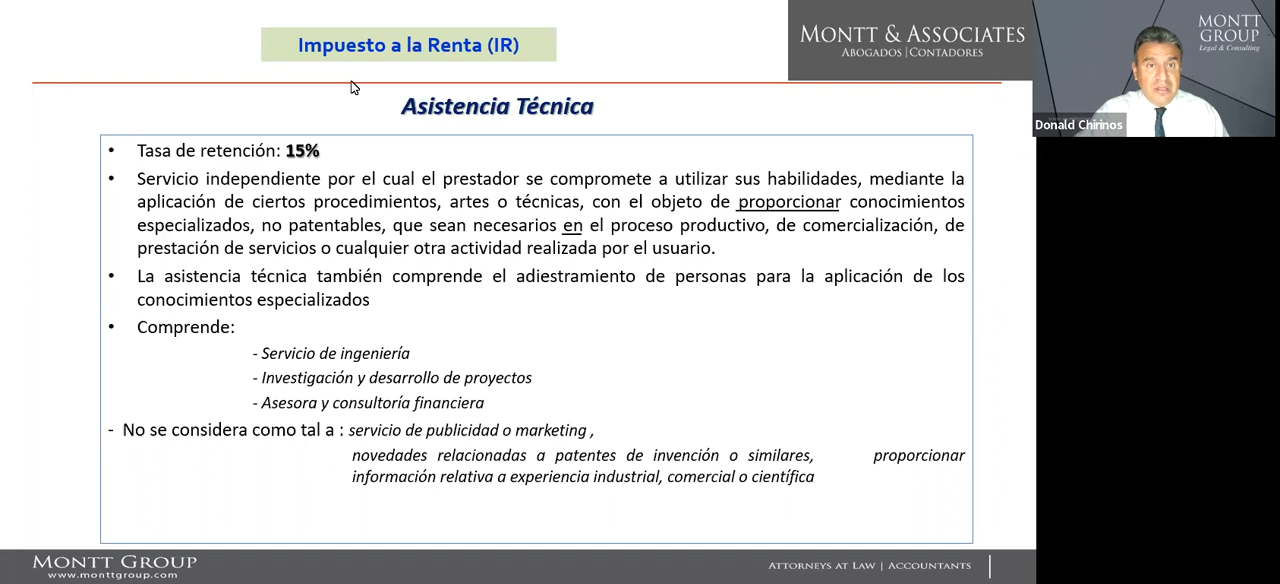 Impuesto a la Renta (IR)
MONTT & ASSOCIATES
ABOGADOS | CONTADORES
MONTT
GROUP
Legal & Consulting
Donald Chirinos
Asistencia Técnica
• Tasa de retención: 15%
• Servicio independiente por el cual el prestador se compromete a utilizar sus habilidades, mediante la
aplicación de ciertos procedimientos, artes o técnicas, con el objeto de proporcionar conocimientos
especializados, no patentables, que sean necesarios en el proceso productivo, de comercialización, de
prestación de servicios o cualquier otra actividad realizada por el usuario.
• La asistencia técnica también comprende el adiestramiento de personas para la aplicación de los
conocimientos especializados
• Comprende:
- Servicio de ingeniería
- Investigación y desarrollo de proyectos
- Asesora y consultoría financiera
- No se considera como tal a : servicio de publicidad o marketing ,
novedades relacionadas a patentes de invención o similares, proporcionar
información relativa a experiencia industrial, comercial o científica
MONTT GROUP
www.monttgroup.com
ATTORNEYS AT LAW | ACCOUNTANTS